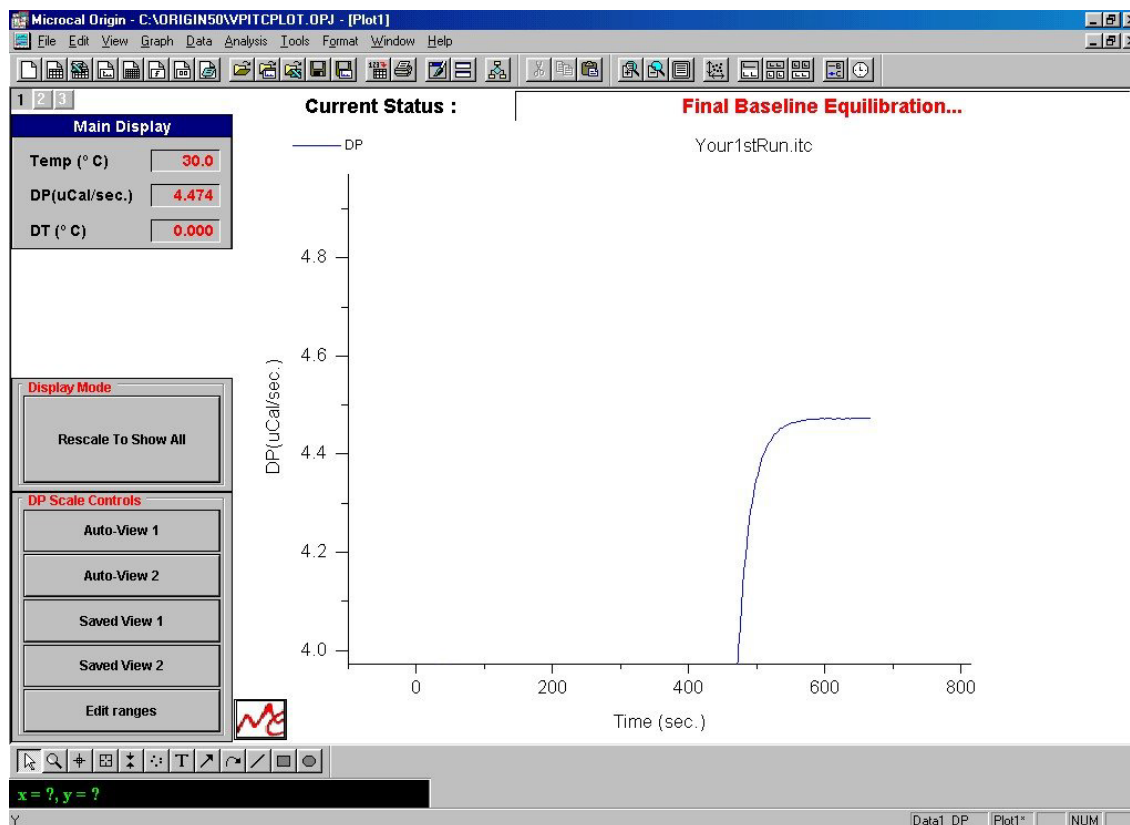 Microcal Origin - C:\ORIGIN50\VPITCPLOT.OPJ - [Plot1]
File Edit View Graph Data Analysis Tools Format Window Help
1 2 3
Current Status : Final Baseline Equilibration...
Main Display
Temp (° C) 30.0
DP(uCal/sec.) 4.474
DT (° C) 0.000
DP
Your1stRun.itc
4.8
4.6
4.4
4.2
4.0
DP(uCal/sec.)
0 200 400 600 800
Time (sec.)
Display Mode
Rescale To Show All
DP Scale Controls
Auto-View 1
Auto-View 2
Saved View 1
Saved View 2
Edit ranges
T
x = ?, y = ?
Y Data1_DP Plot1* NUM